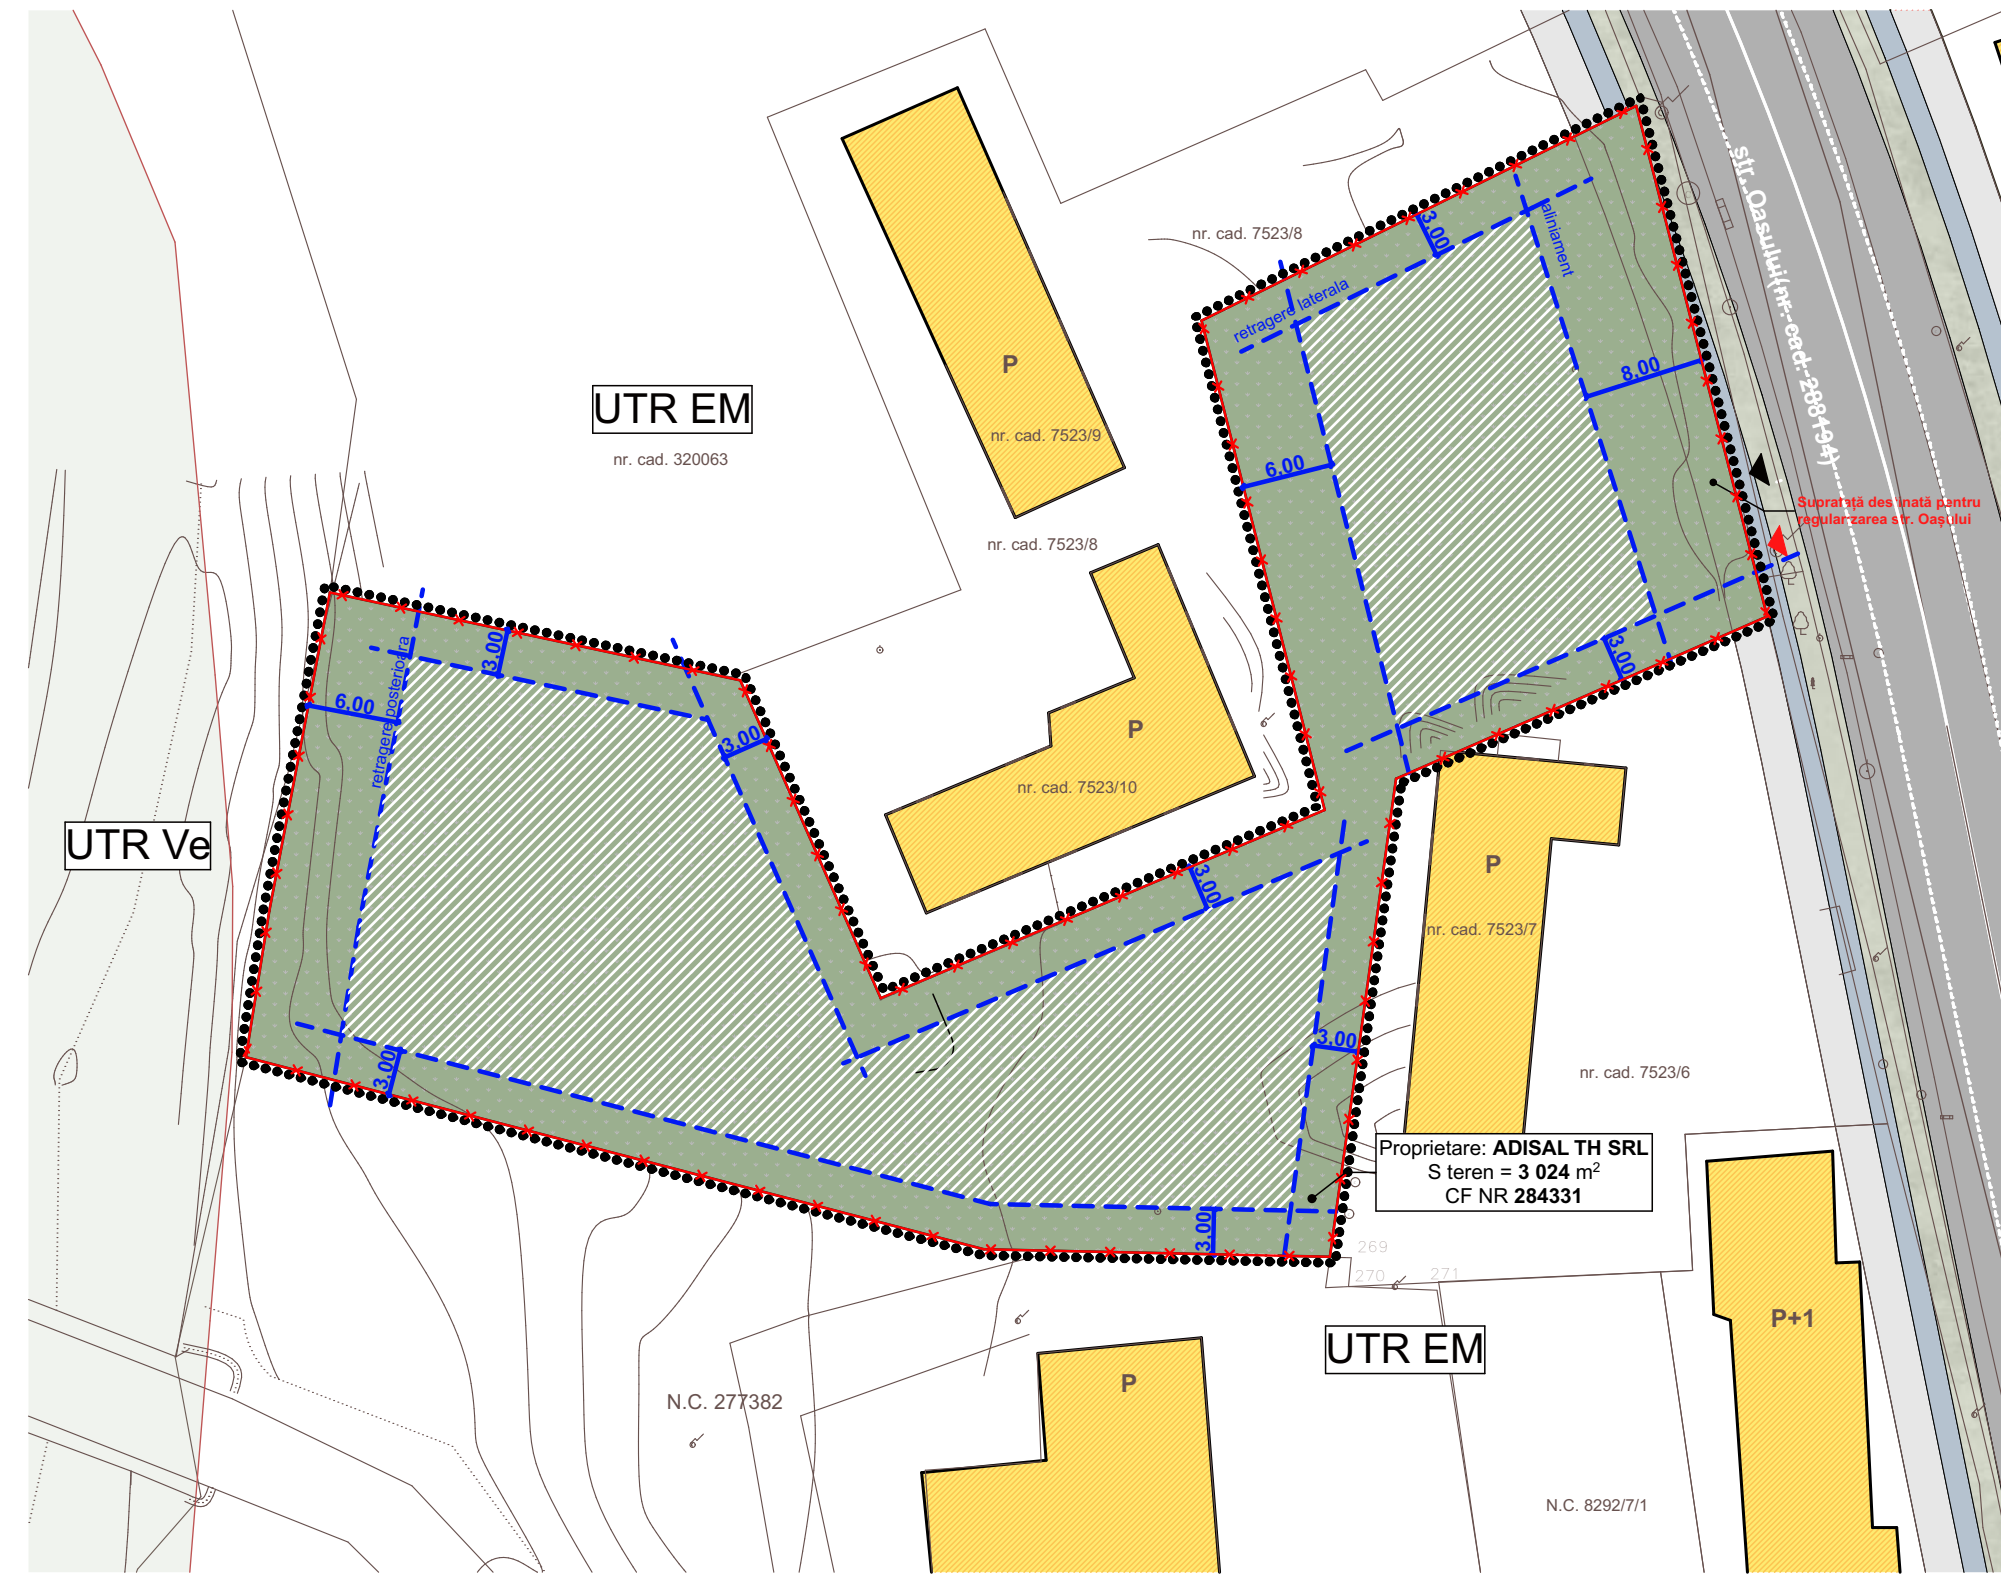 str. Oasului(nr. cad. 288194)
nr. cad. 7523/8
3,00
aliniament
retragere laterala
P
8,00
UTR EM
nr. cad. 7523/9
nr. cad. 320063
6,00
Suprafață destinată pentru
regularizarea str. Oașului
nr. cad. 7523/8
3,00
3,00
retragere posterioara
6,00
3,00
P
nr. cad. 7523/10
UTR Ve
P
3,00
nr. cad. 7523/7
3,00
3,00
nr. cad. 7523/6
Proprietare: ADISAL TH SRL
S teren = 3 024 m²
CF NR 284331
3,00
269
270
271
P+1
UTR EM
P
N.C. 277382
N.C. 8292/7/1